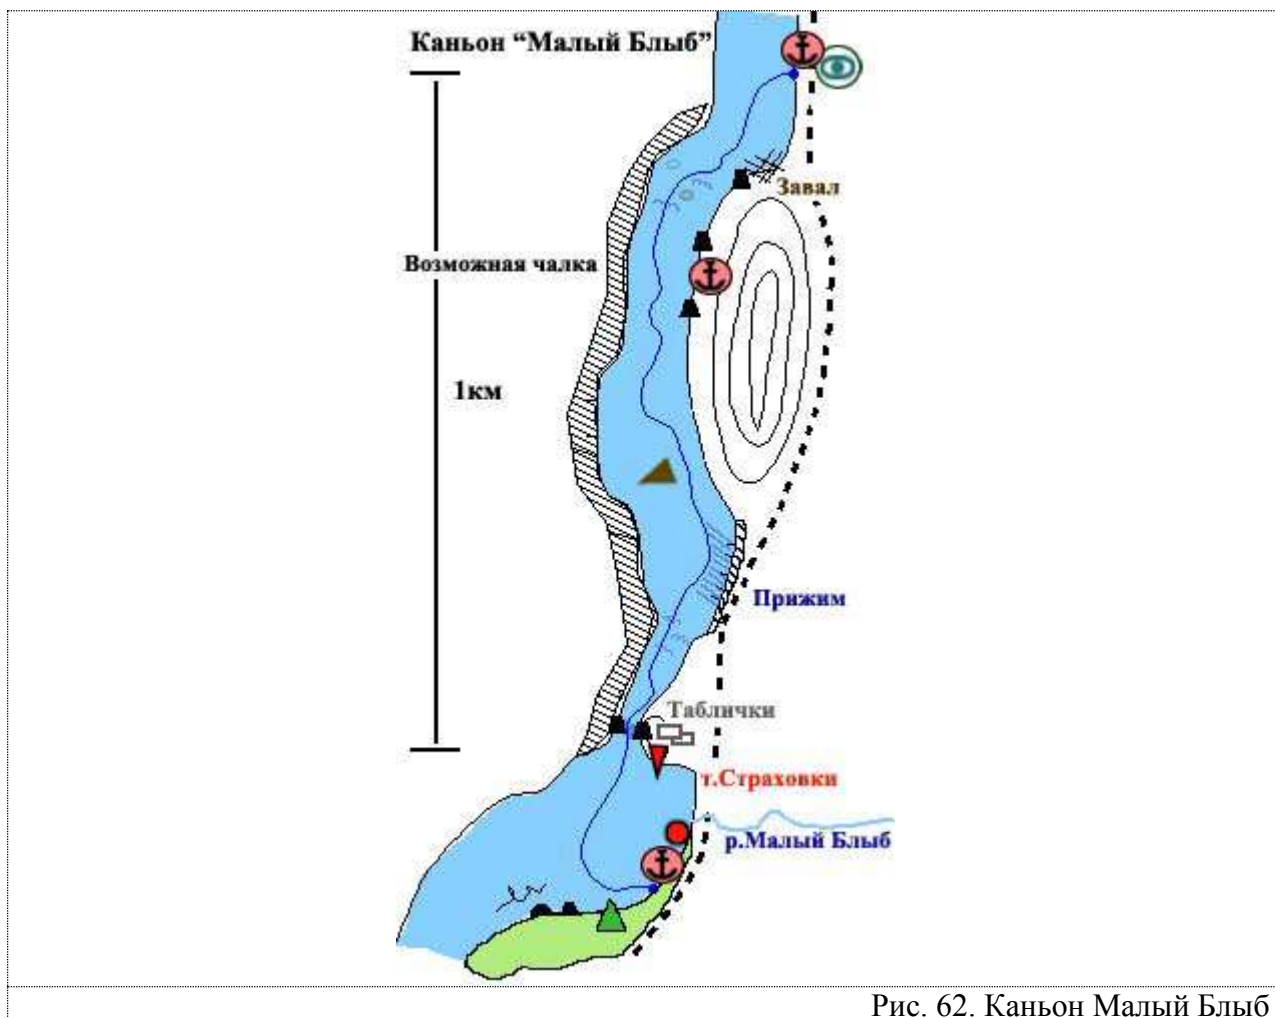 Каньон “Малый Блыб”
Завал
Возможная чалка
1км
Прижим
Таблички
т.Страховки
р.Малый Блыб
Рис. 62. Каньон Малый Блыб